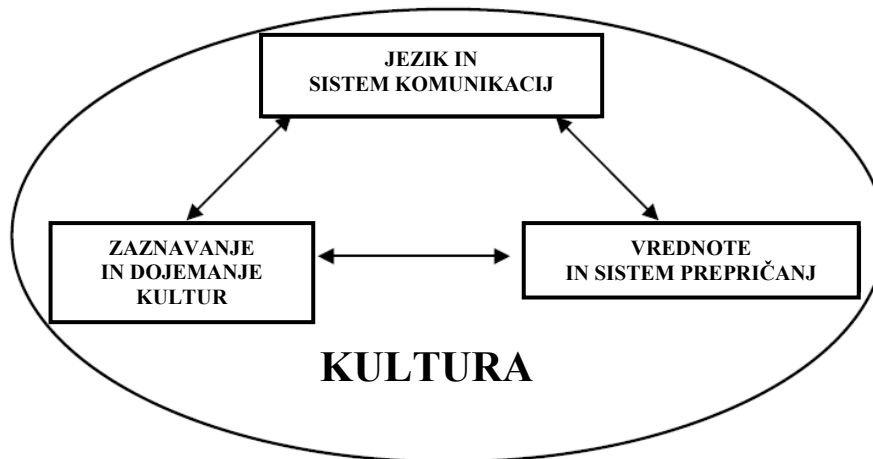 JEZIK IN
SISTEM KOMUNIKACIJ
ZAZNAVANJE
IN DOJEMANJE
KULTUR
VREDNOTE
IN SISTEM PREPRIČANJ
KULTURA